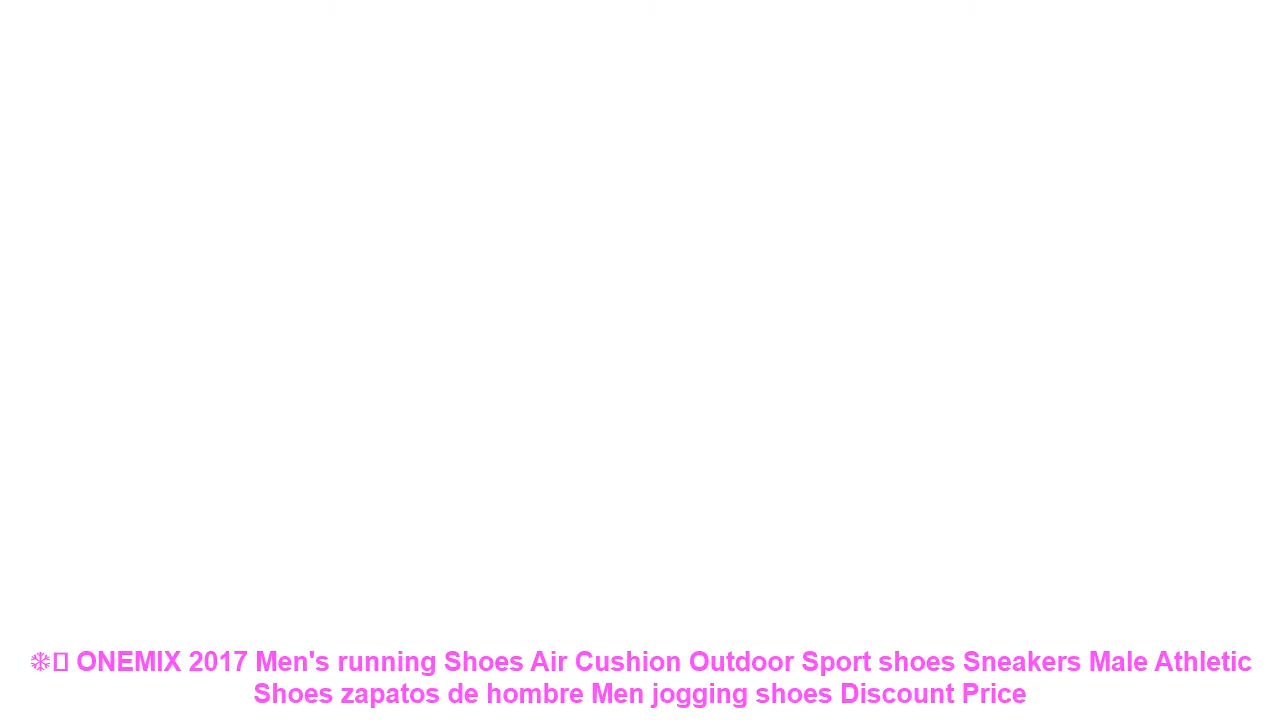 ❄️ ONEMIX 2017 Men's running Shoes Air Cushion Outdoor Sport shoes Sneakers Male Athletic
Shoes zapatos de hombre Men jogging shoes Discount Price